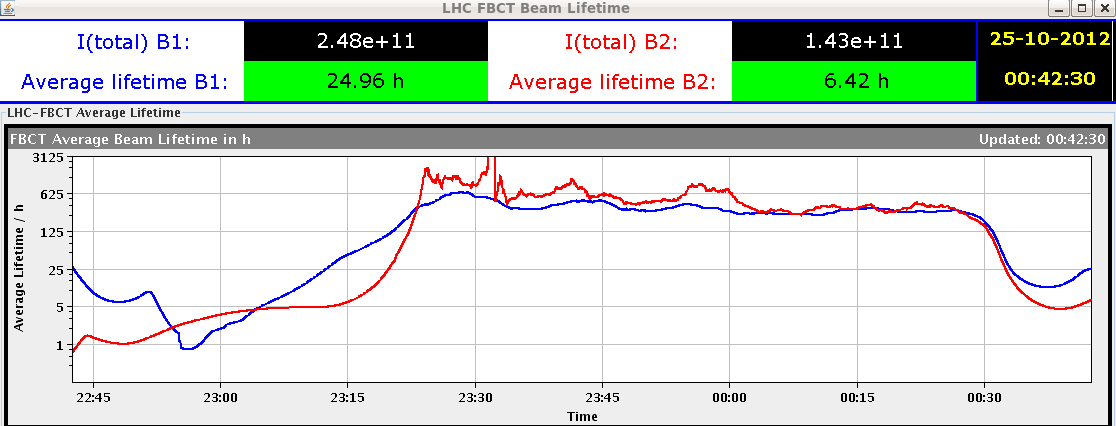 LHC FBCT Beam Lifetime
I(total) B1: 2.48e+11 I(total) B2: 1.43e+11 25-10-2012
Average lifetime B1: 24.96 h Average lifetime B2: 6.42 h 00:42:30
LHC-FBCT Average Lifetime
FBCT Average Beam Lifetime in h Updated: 00:42:30
3125
625
125
25
5
1
Average Lifetime / h
22:45 23:00 23:15 23:30 23:45 00:00 00:15 00:30
Time